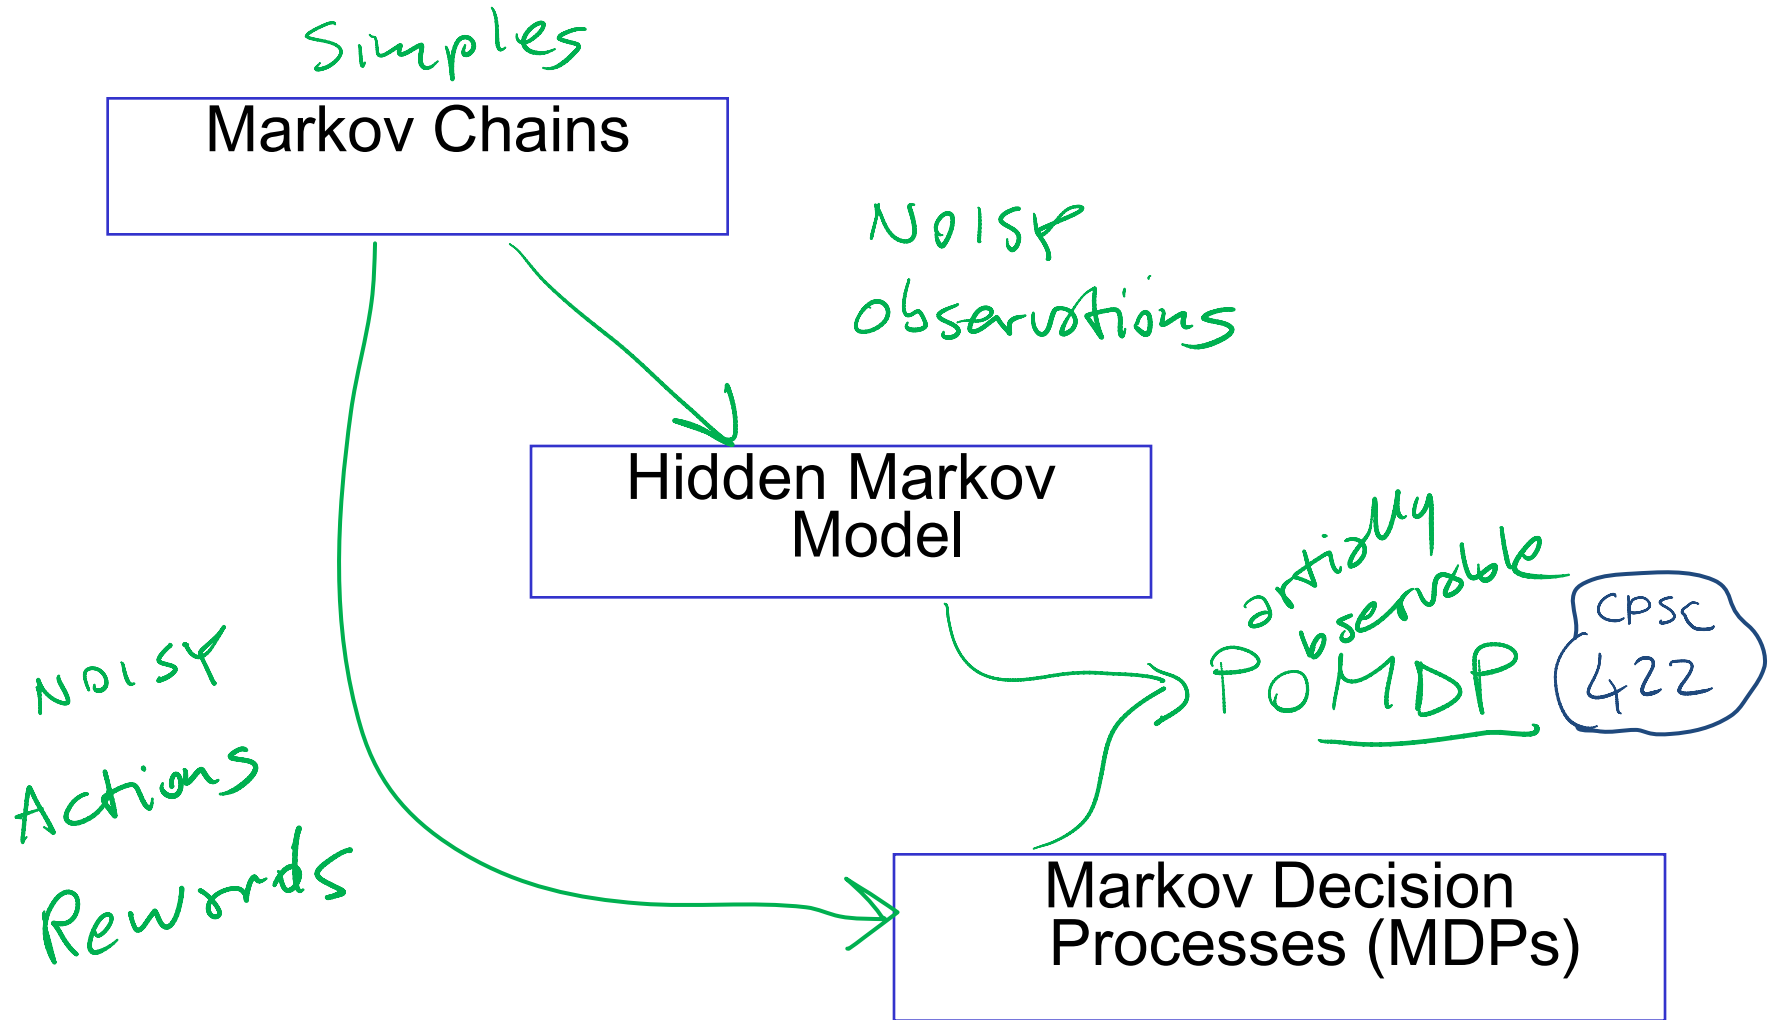 Simples
Markov Chains
NOISY
Observations
Hidden Markov
Model
artially
bservable
POMDP
CPSC
422
NOISY
Actions
Rewards
Markov Decision
Processes (MDPs)